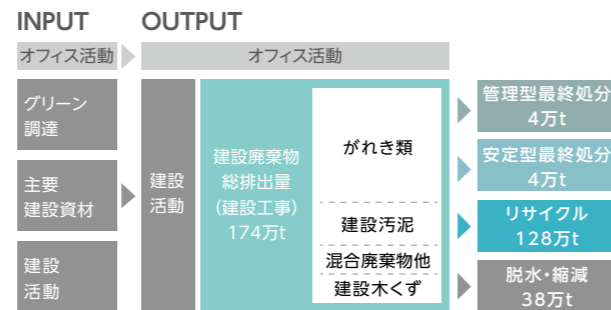 INPUT
OUTPUT
オフィス活動
オフィス活動
グリーン
調達
主要
建設資材
建設
活動
建設
活動
建設廃棄物
総排出量
(建設工事)
174万t
がれき類
建設汚泥
混合廃棄物他
建設木くず
管理型最終処分
4万t
安定型最終処分
4万t
リサイクル
128万t
脱水・縮減
38万t